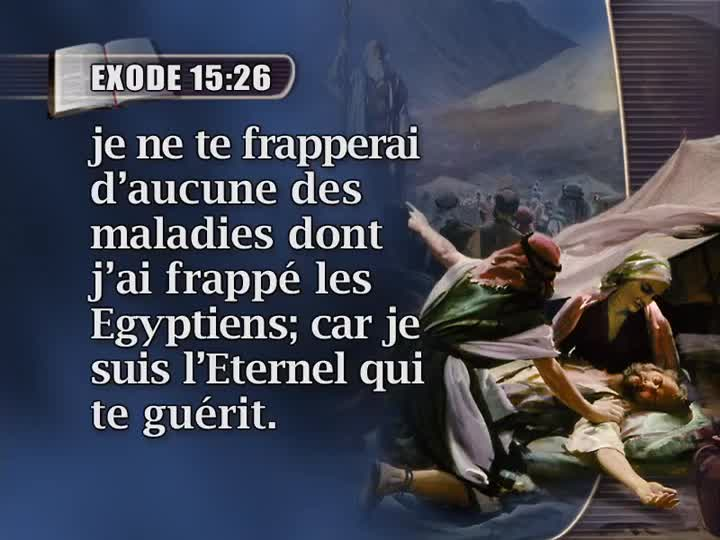 EXODE 15:26
je ne te frapperai
d’aucune des
maladies dont
j’ai frappé les
Egyptiens; car je
suis l’Eternel qui
te guérit.